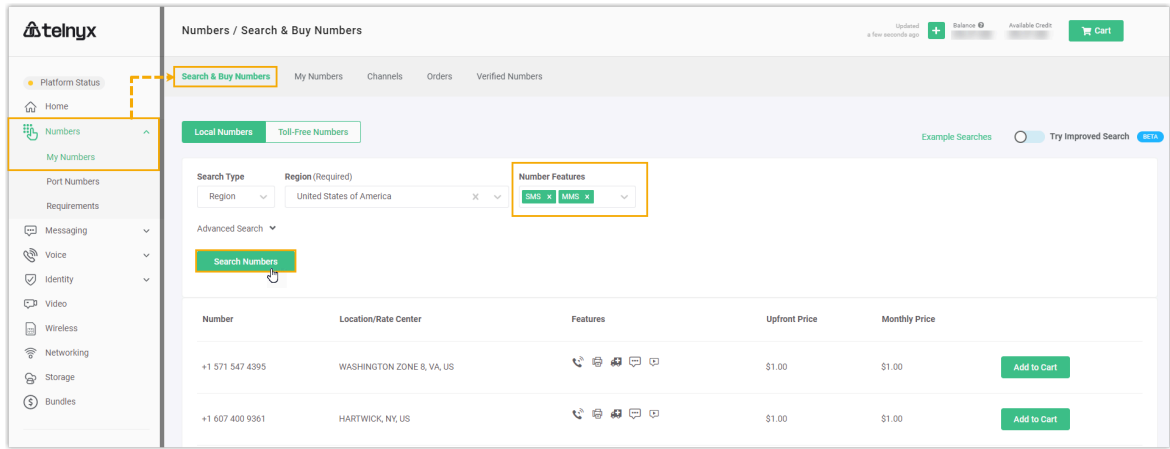 telnyx
Numbers / Search & Buy Numbers
Updated
a few seconds ago
Balance
Available Credit
Cart
Platform Status
Home
Numbers
My Numbers
Port Numbers
Requirements
Messaging
Voice
Identity
Video
Wireless
Networking
Storage
Bundles
Search & Buy Numbers My Numbers Channels Orders Verified Numbers
Local Numbers Toll-Free Numbers
Example Searches Try Improved Search BETA
Search Type Region (Required) Number Features
Region United States of America SMS x MMS x
Advanced Search
Search Numbers
Number Location/Rate Center Features Upfront Price Monthly Price
+1 571 547 4395 WASHINGTON ZONE 8, VA, US $1.00 $1.00 Add to Cart
+1 607 400 9361 HARTWICK, NY, US $1.00 $1.00 Add to Cart